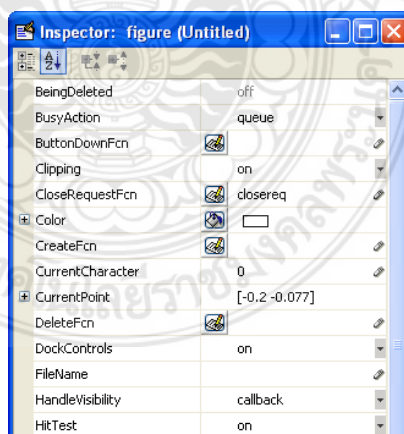 Inspector: figure (Untitled)
BeingDeleted off
BusyAction queue
ButtonDownFcn
Clipping on
CloseRequestFcn closereq
Color
CreateFcn
CurrentCharacter 0
CurrentPoint [-0.2 -0.077]
DeleteFcn
DockControls on
FileName
HandleVisibility callback
HitTest on